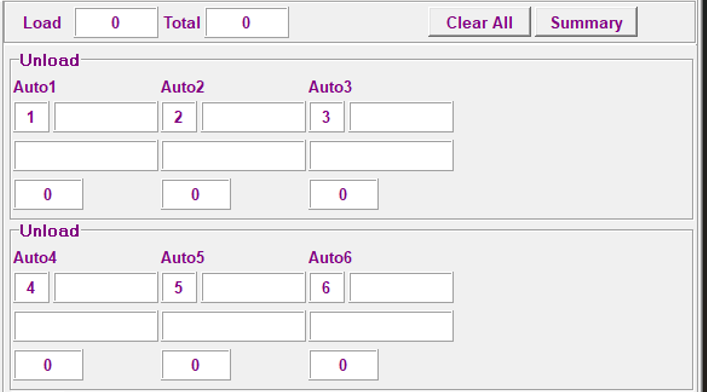 Load 0 Total 0 Clear All Summary
Unload
Auto1 Auto2 Auto3
1 2 3
0 0 0
Unload
Auto4 Auto5 Auto6
4 5 6
0 0 0